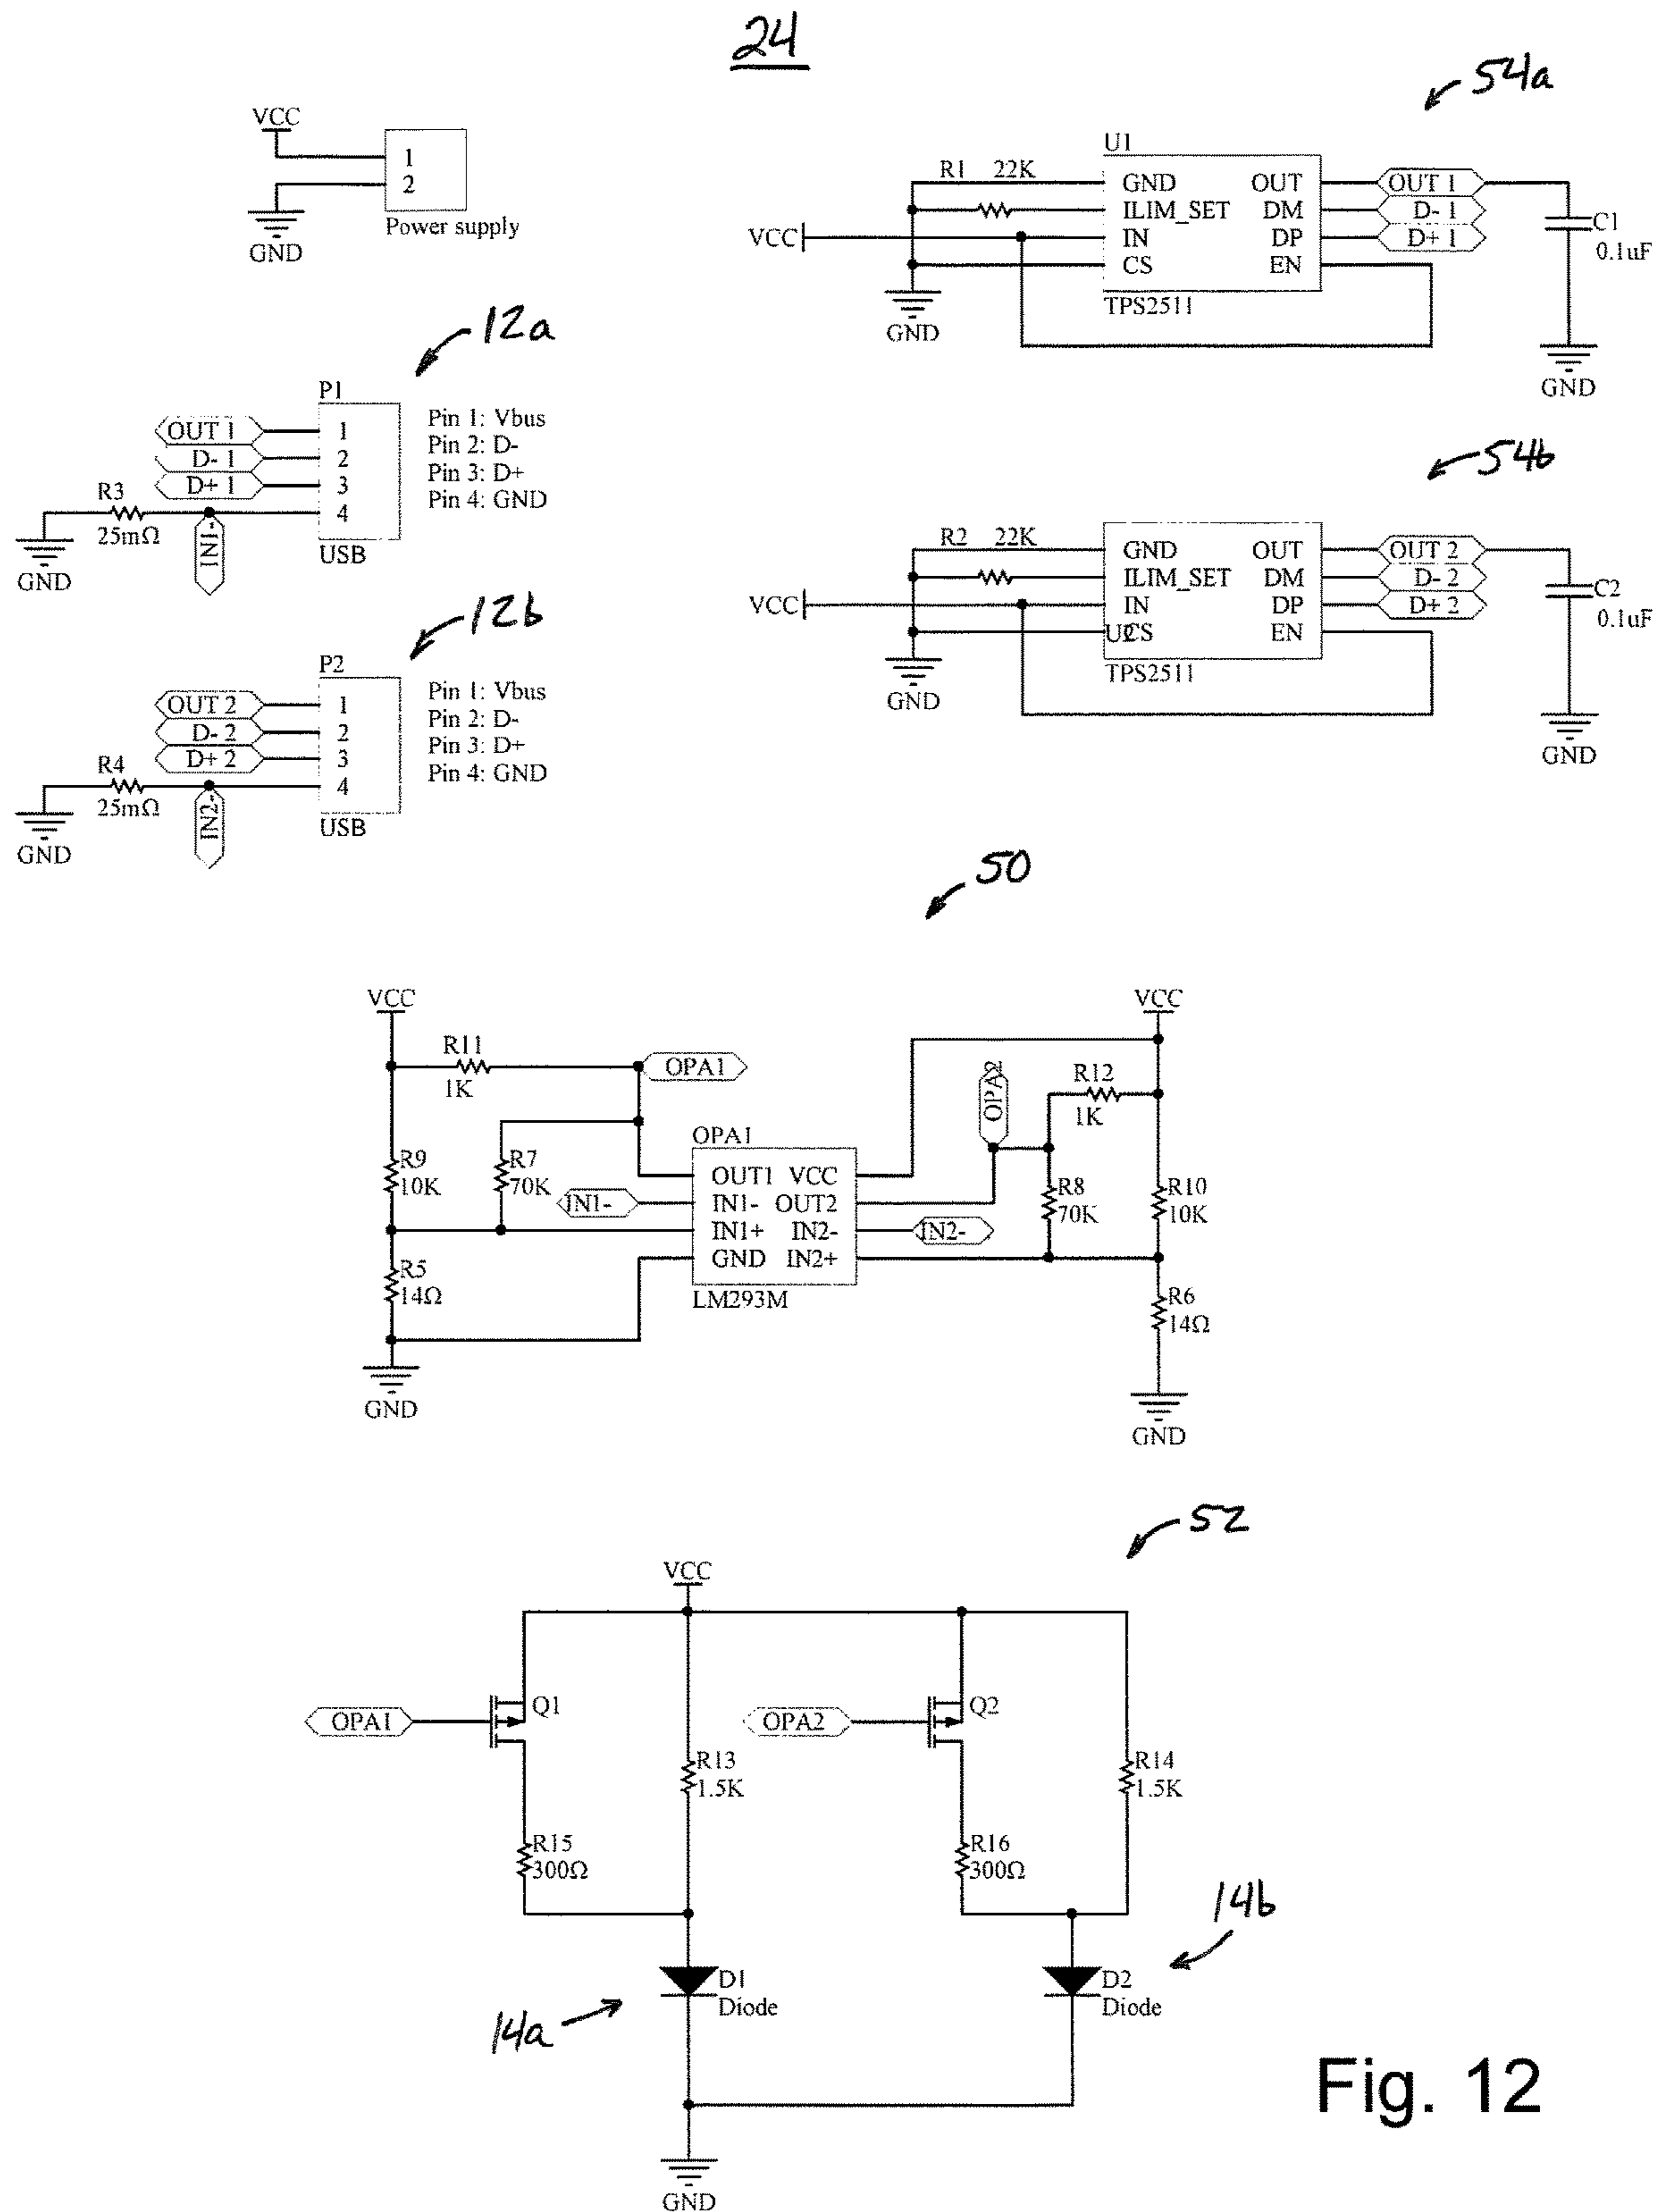 24
VCC
1
2
Power supply
GND
54a
U1
R1 22K
GND OUT
OUT 1
ILIM_SET DM
D- 1
VCC
IN DP
D+ 1
CS EN
C1
0.1uF
TPS2511
GND
GND
12a
P1
OUT 1
1
Pin 1: Vbus
D- 1
2
Pin 2: D-
D+ 1
3
Pin 3: D+
R3
4
Pin 4: GND
25mΩ
IN1-
USB
GND
54b
R2 22K
GND OUT
OUT 2
ILIM_SET DM
D- 2
VCC
IN DP
D+ 2
U2
CS EN
C2
0.1uF
TPS2511
GND
GND
12b
P2
OUT 2
1
Pin 1: Vbus
D- 2
2
Pin 2: D-
D+ 2
3
Pin 3: D+
R4
4
Pin 4: GND
25mΩ
IN2-
USB
GND
50
VCC
VCC
R11
1K
OPA1
OPA2
R12
1K
OPA1
R9
10K
R7
70K
OUT1 VCC
IN1-
IN1- OUT2
IN1+ IN2-
IN2-
GND IN2+
R8
70K
R10
10K
R5
14Ω
LM293M
R6
14Ω
GND
GND
52
VCC
OPA1
Q1
OPA2
Q2
R13
1.5K
R14
1.5K
R15
300Ω
R16
300Ω
14b
D1
Diode
D2
Diode
14a
GND
Fig. 12